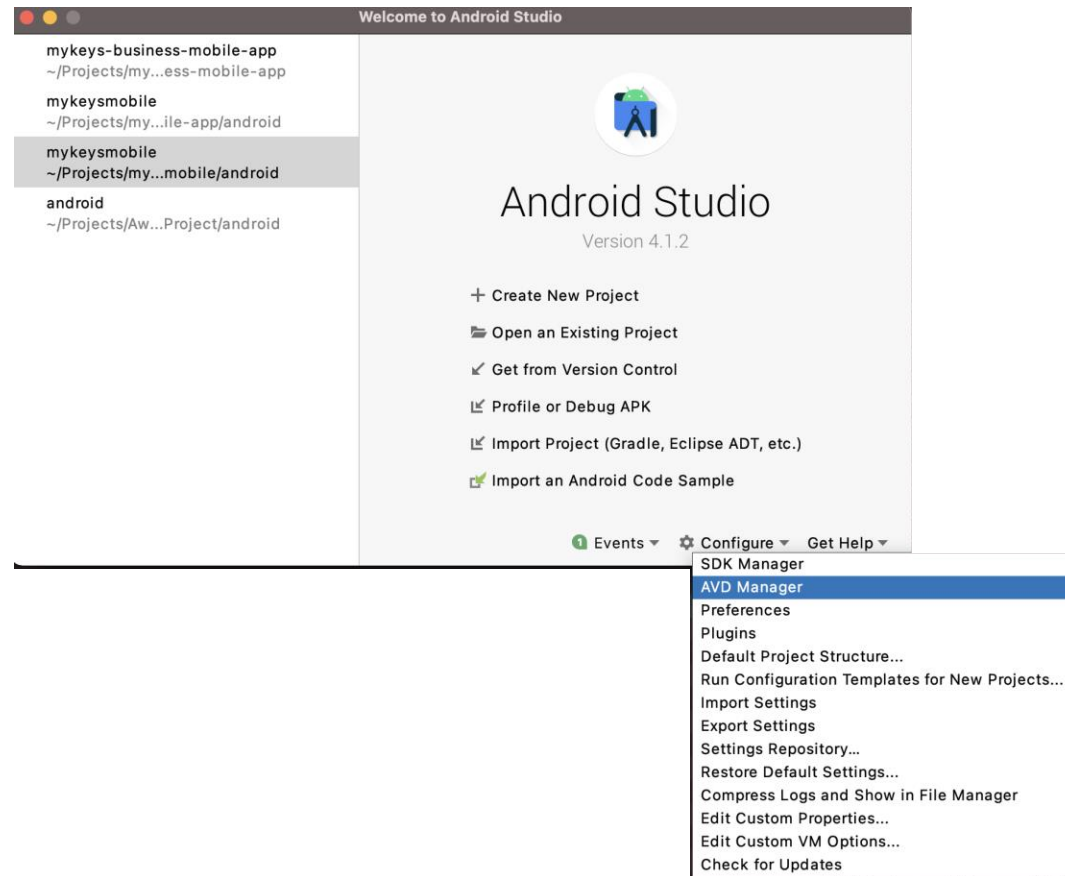 Welcome to Android Studio
mykeys-business-mobile-app
~/Projects/my...ess-mobile-app
mykeysmobile
~/Projects/my...ile-app/android
mykeysmobile
~/Projects/my...mobile/android
android
~/Projects/Aw...Project/android
Android Studio
Version 4.1.2
Create New Project
Open an Existing Project
Get from Version Control
Profile or Debug APK
Import Project (Gradle, Eclipse ADT, etc.)
Import an Android Code Sample
1 Events Configure Get Help
SDK Manager
AVD Manager
Preferences
Plugins
Default Project Structure...
Run Configuration Templates for New Projects...
Import Settings
Export Settings
Settings Repository...
Restore Default Settings...
Compress Logs and Show in File Manager
Edit Custom Properties...
Edit Custom VM Options...
Check for Updates